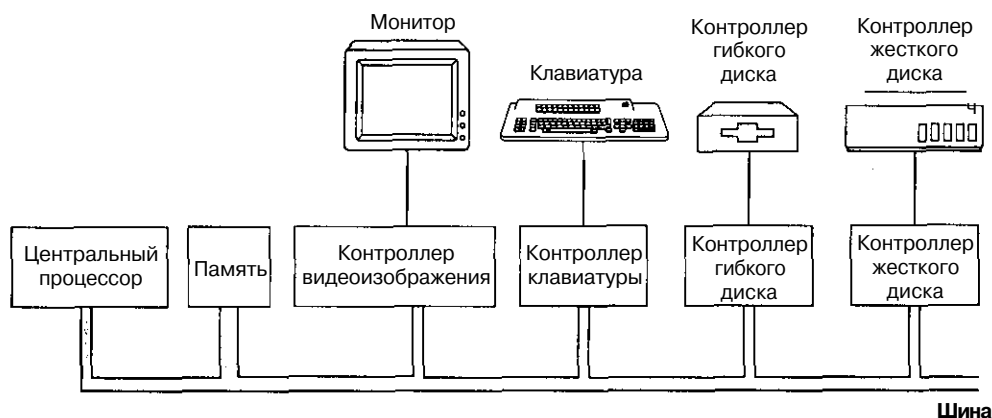 Монитор
Клавиатура
Контроллер
гибкого
диска
Контроллер
жесткого
диска
Центральный
процессор
Память
Контроллер
видеоизображения
Контроллер
клавиатуры
Контроллер
гибкого
диска
Контроллер
жесткого
диска
Шина